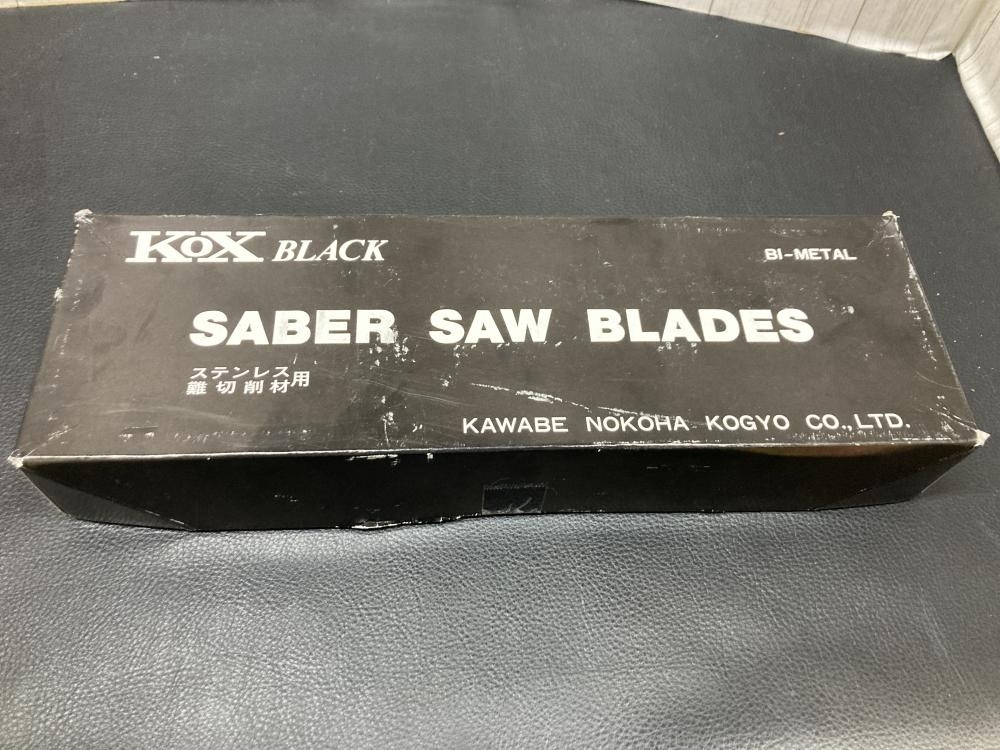 KOX BLACK
BI-METAL
SABER SAW BLADES
ステンレス
難切削材用
KAWABE NOKOHA KOGYO CO., LTD.